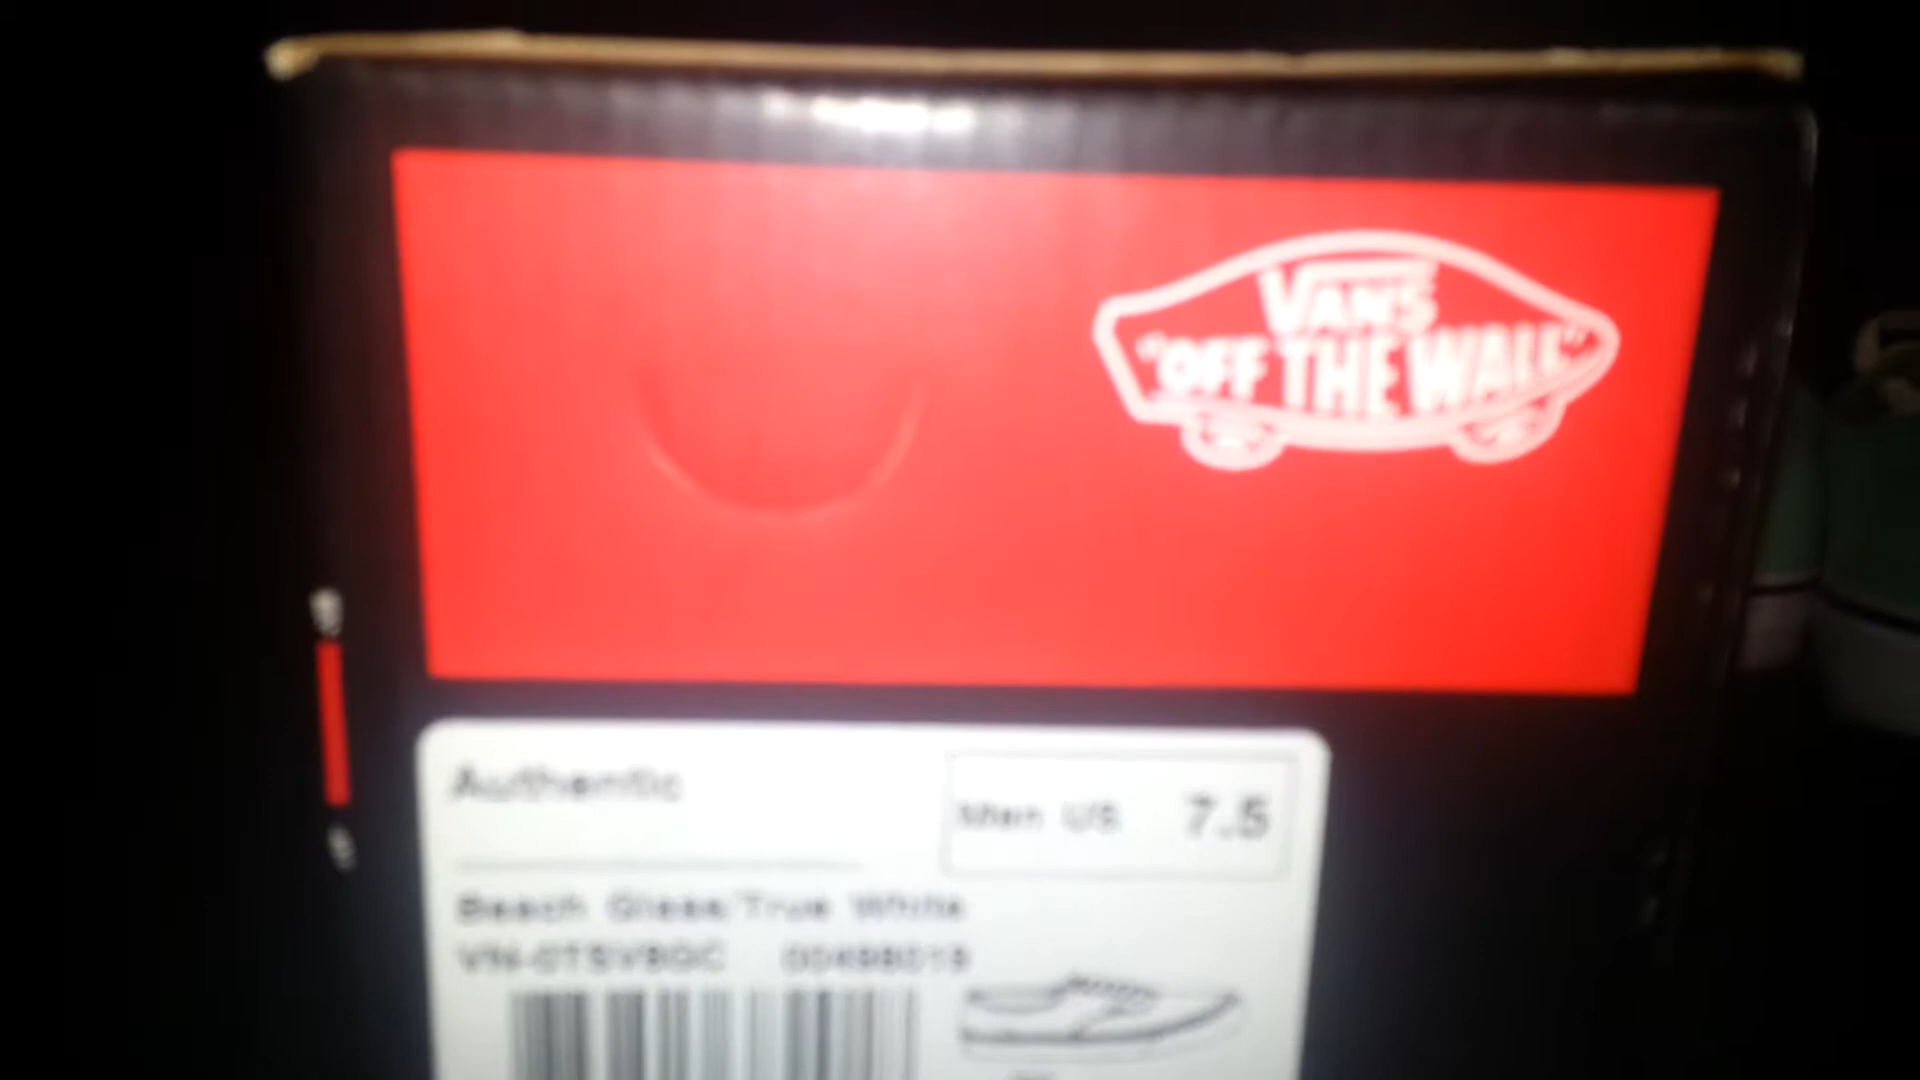 VANS
"OFF THE WALL"
Authentic
Men US 7.5
Beach Glass/True White